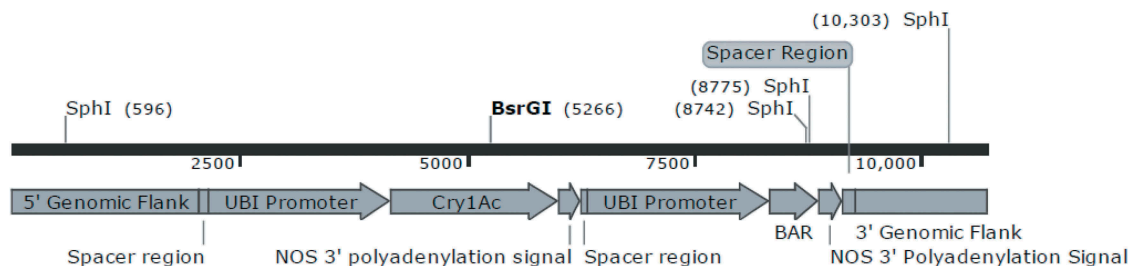 (10,303) SphI
Spacer Region
(8775) SphI
SphI (596)
BsrGI (5266)
(8742) SphI
2500
5000
7500
10,000
5' Genomic Flank
UBI Promoter
Cry1Ac
UBI Promoter
BAR
3' Genomic Flank
Spacer region
NOS 3' polyadenylation signal
Spacer region
NOS 3' Polyadenylation Signal